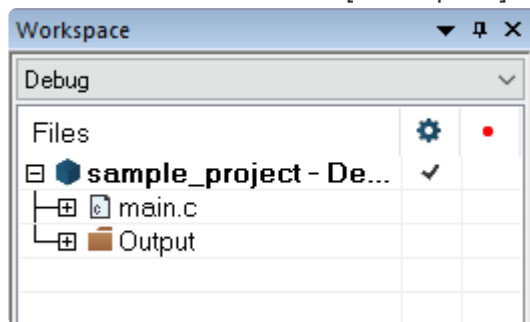 Workspace
Debug
Files
sample_project - De...
main.c
Output